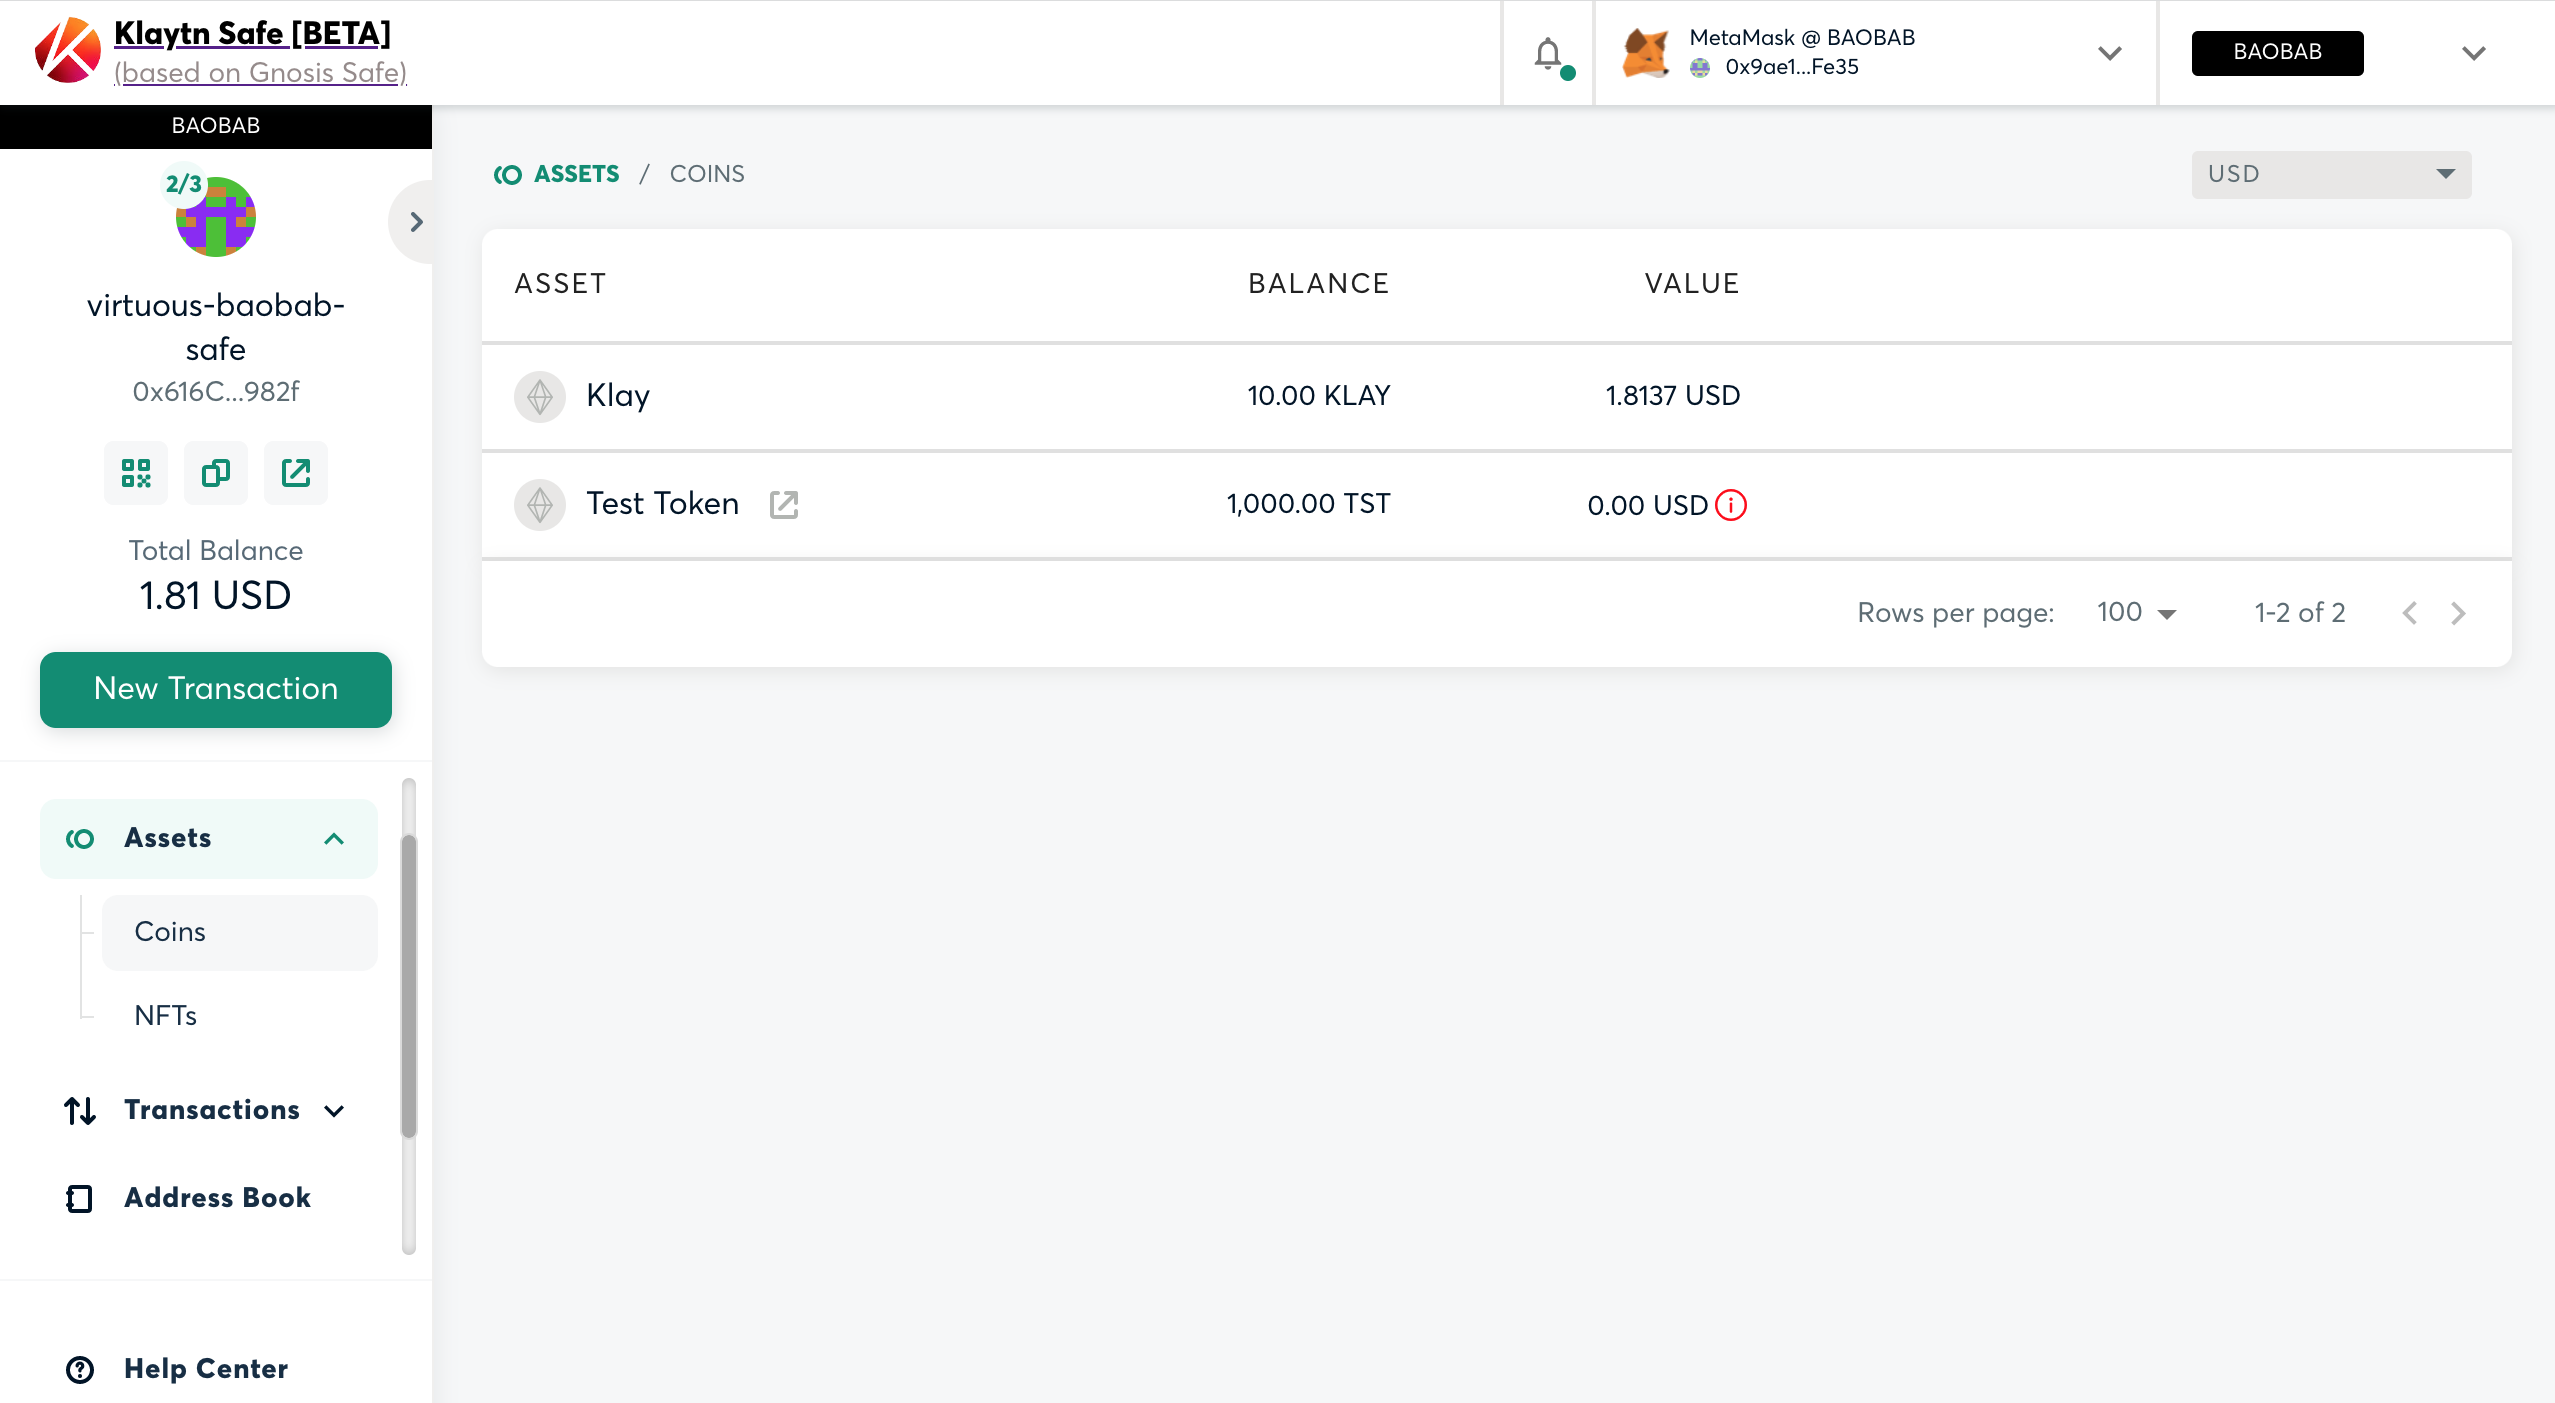 Klaytn Safe [BETA]
(based on Gnosis Safe)
MetaMask @ BAOBAB
0x9ae1...Fe35
BAOBAB
BAOBAB
2/3
virtuous-baobab-
safe
0x616C...982f
Total Balance
1.81 USD
New Transaction
Assets
Coins
NFTs
Transactions
Address Book
Help Center
ASSETS / COINS
USD
ASSET BALANCE VALUE
Klay 10.00 KLAY 1.8137 USD
Test Token 1,000.00 TST 0.00 USD
Rows per page: 100 1-2 of 2